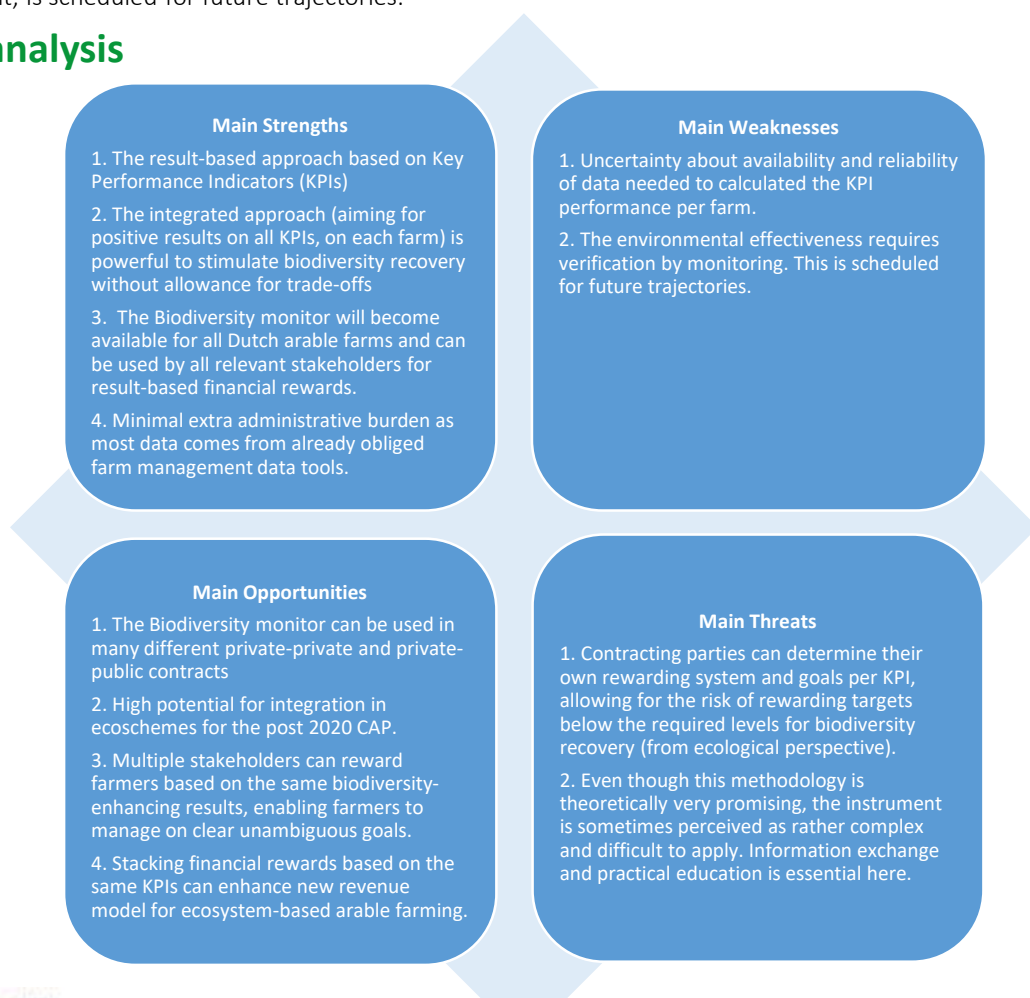 is scheduled for future trajectories.
analysis
Main Strengths
1. The result-based approach based on Key
Performance Indicators (KPIs)
2. The integrated approach (aiming for
positive results on all KPIs, on each farm) is
powerful to stimulate biodiversity recovery
without allowance for trade-offs
3. The Biodiversity monitor will become
available for all Dutch arable farms and can
be used by all relevant stakeholders for
result-based financial rewards.
4. Minimal extra administrative burden as
most data comes from already obliged
farm management data tools.
Main Weaknesses
1. Uncertainty about availability and reliability
of data needed to calculated the KPI
performance per farm.
2. The environmental effectiveness requires
verification by monitoring. This is scheduled
for future trajectories.
Main Opportunities
1. The Biodiversity monitor can be used in
many different private-private and private-
public contracts
2. High potential for integration in
ecoschemes for the post 2020 CAP.
3. Multiple stakeholders can reward
farmers based on the same biodiversity-
enhancing results, enabling farmers to
manage on clear unambiguous goals.
4. Stacking financial rewards based on the
same KPIs can enhance new revenue
model for ecosystem-based arable farming.
Main Threats
1. Contracting parties can determine their
own rewarding system and goals per KPI,
allowing for the risk of rewarding targets
below the required levels for biodiversity
recovery (from ecological perspective).
2. Even though this methodology is
theoretically very promising, the instrument
is sometimes perceived as rather complex
and difficult to apply. Information exchange
and practical education is essential here.